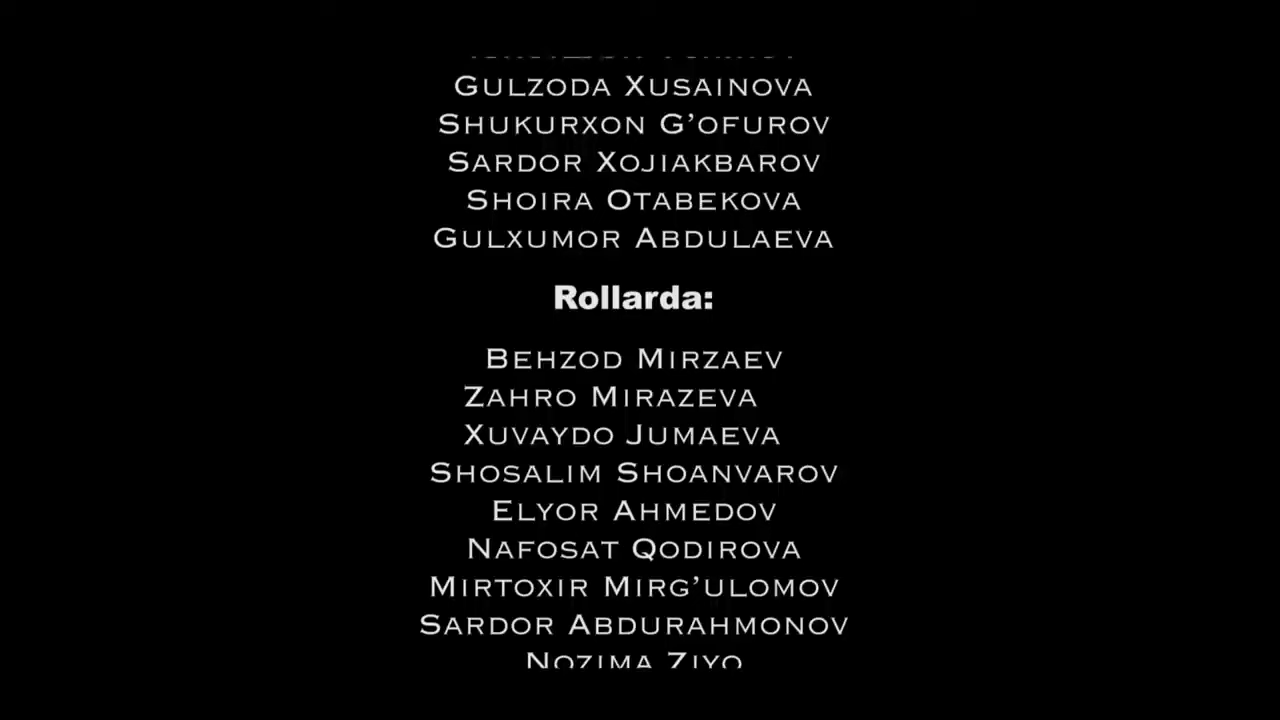 Gulzoda Xusainova
Shukurxon G’ofurov
Sardor Xojiakbarov
Shoira Otabekova
Gulxumor Abdulaeva
Rollarda:
Behzod Mirzaev
Zahro Mirazeva
Xuvaydo Jumaeva
Shosalim Shoanvarov
Elyor Ahmedov
Nafosat Qodirova
Mirtoxir Mirg’ulomov
Sardor Abdurahmonov
Nozima Ziyo